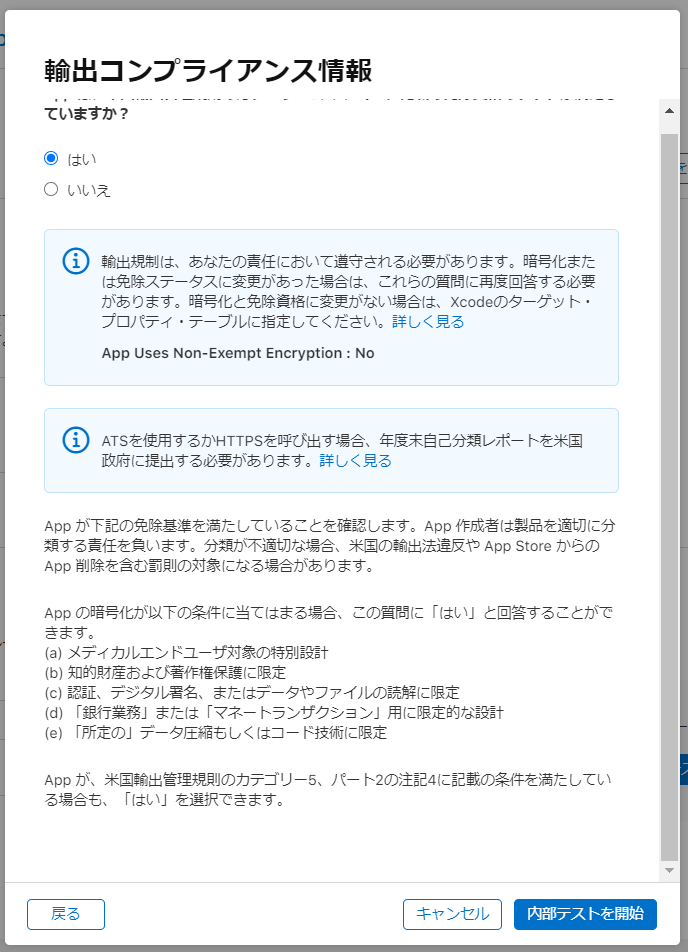 輸出コンプライアンス情報
ていますか？
はい
いいえ
輸出規制は、あなたの責任において遵守される必要があります。暗号化また
は免除ステータスに変更があった場合は、これらの質問に再度回答する必要
があります。暗号化と免除資格に変更がない場合は、Xcodeのターゲット・
プロパティ・テーブルに指定してください。詳しく見る
App Uses Non-Exempt Encryption : No
ATSを使用するかHTTPSを呼び出す場合、年度末自己分類レポートを米国
政府に提出する必要があります。詳しく見る
App が下記の免除基準を満たしていることを確認します。App 作成者は製品を適切に分
類する責任を負います。分類が不適切な場合、米国の輸出法違反や App Store からの
App 削除を含む罰則の対象になる場合があります。
App の暗号化が以下の条件に当てはまる場合、この質問に「はい」と回答することがで
きます。
(a) メディカルエンドユーザ対象の特別設計
(b) 知的財産および著作権保護に限定
(c) 認証、デジタル署名、またはデータやファイルの読解に限定
(d) 「銀行業務」または「マネートランザクション」用に限定的な設計
(e) 「所定の」データ圧縮もしくはコード技術に限定
App が、米国輸出管理規則のカテゴリー5、パート2の注記4に記載の条件を満たしてい
る場合も、「はい」を選択できます。
戻る
キャンセル
内部テストを開始